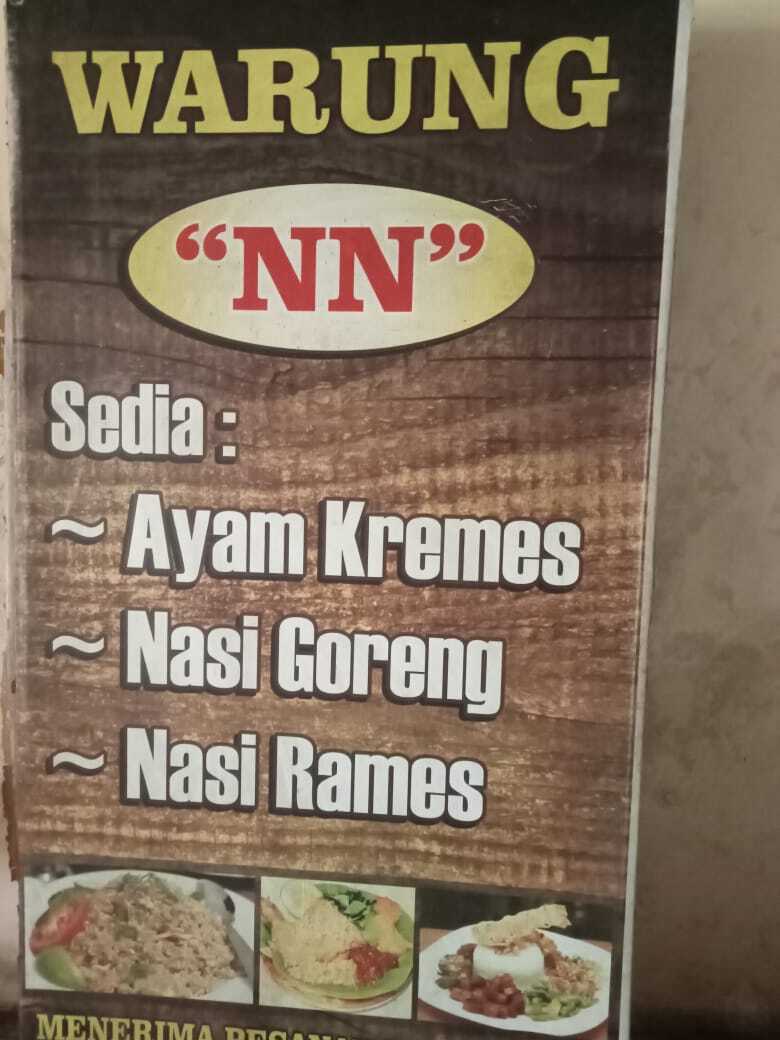 WARUNG
“NN”
Sedia :
~ Ayam Kremes
~ Nasi Goreng
~ Nasi Rames
MENERIMA